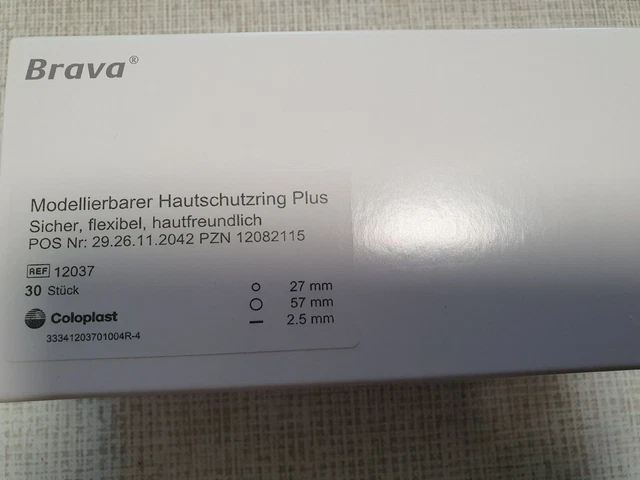 Brava®
Modellierbarer Hautschutzring Plus
Sicher, flexibel, hautfreundlich
POS Nr: 29.26.11.2042 PZN 12082115
REF 12037
30 Stück
27 mm
57 mm
2.5 mm
Coloplast
33341203701004R-4